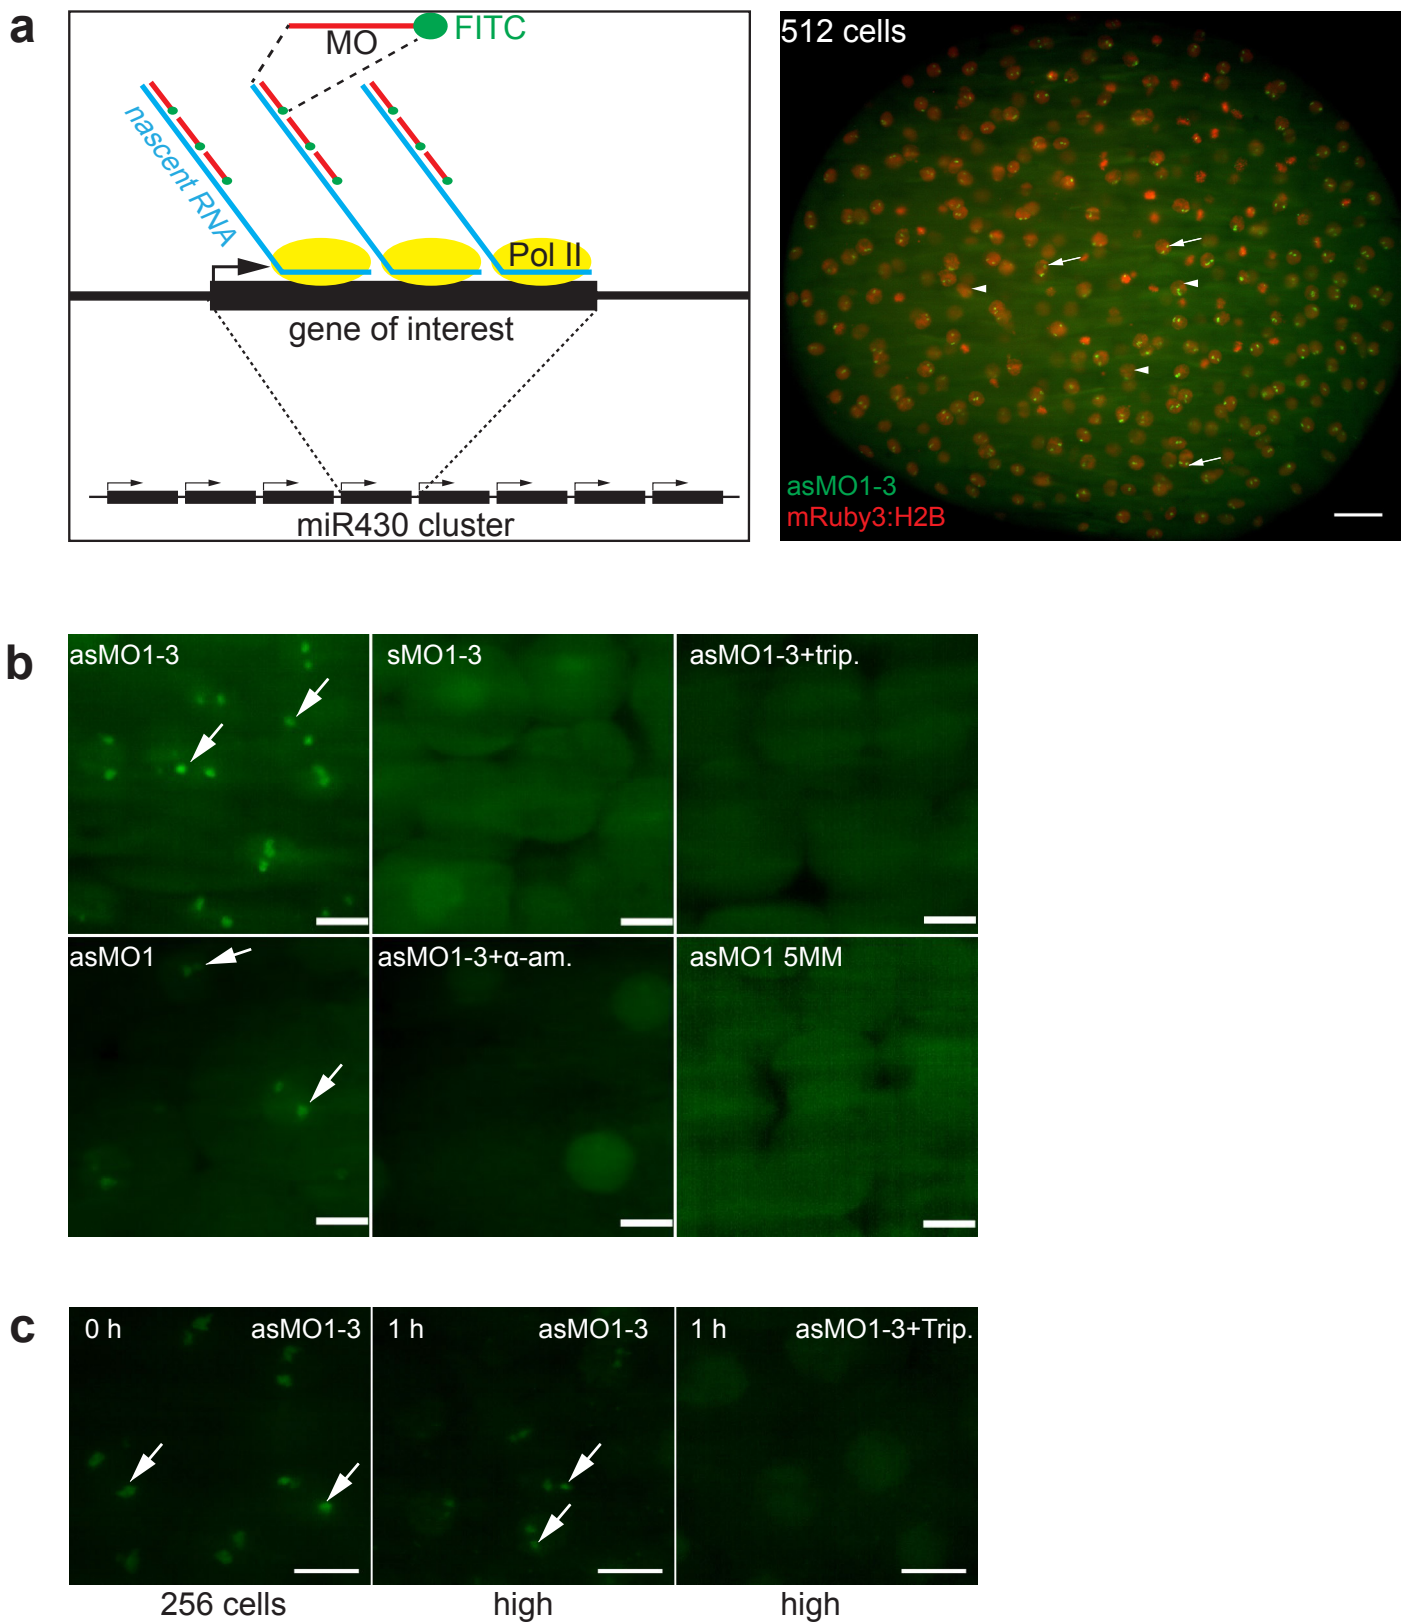 a
MO
FITC
nascent RNA
Pol II
gene of interest
miR430 cluster
512 cells
asMO1-3
mRuby3:H2B
b
asMO1-3
sMO1-3
asMO1-3+trip.
asMO1
asMO1-3+α-am.
asMO1 5MM
c
0 h asMO1-3
1 h asMO1-3
1 h asMO1-3+Trip.
256 cells
high
high